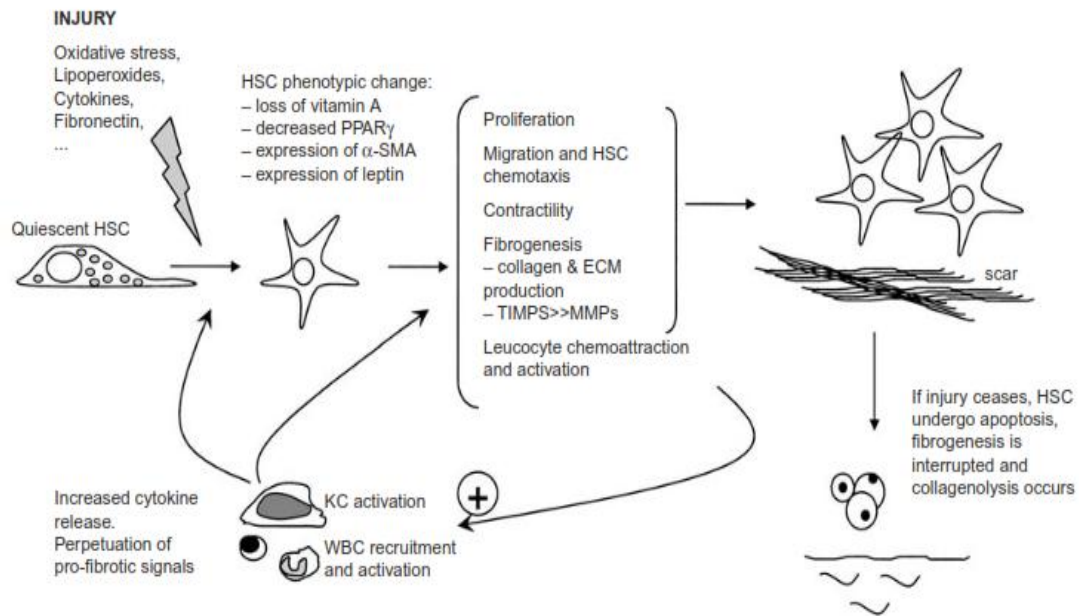 INJURY
Oxidative stress,
Lipoperoxides,
Cytokines,
Fibronectin,
...
HSC phenotypic change:
– loss of vitamin A
– decreased PPARγ
– expression of α-SMA
– expression of leptin
Quiescent HSC
Proliferation
Migration and HSC
chemotaxis
Contractility
Fibrogenesis
– collagen & ECM
production
– TIMPS>>MMPs
Leucocyte chemoattraction
and activation
scar
If injury ceases, HSC
undergo apoptosis,
fibrogenesis is
interrupted and
collagenolysis occurs
Increased cytokine
release.
Perpetuation of
pro-fibrotic signals
KC activation
+
WBC recruitment
and activation